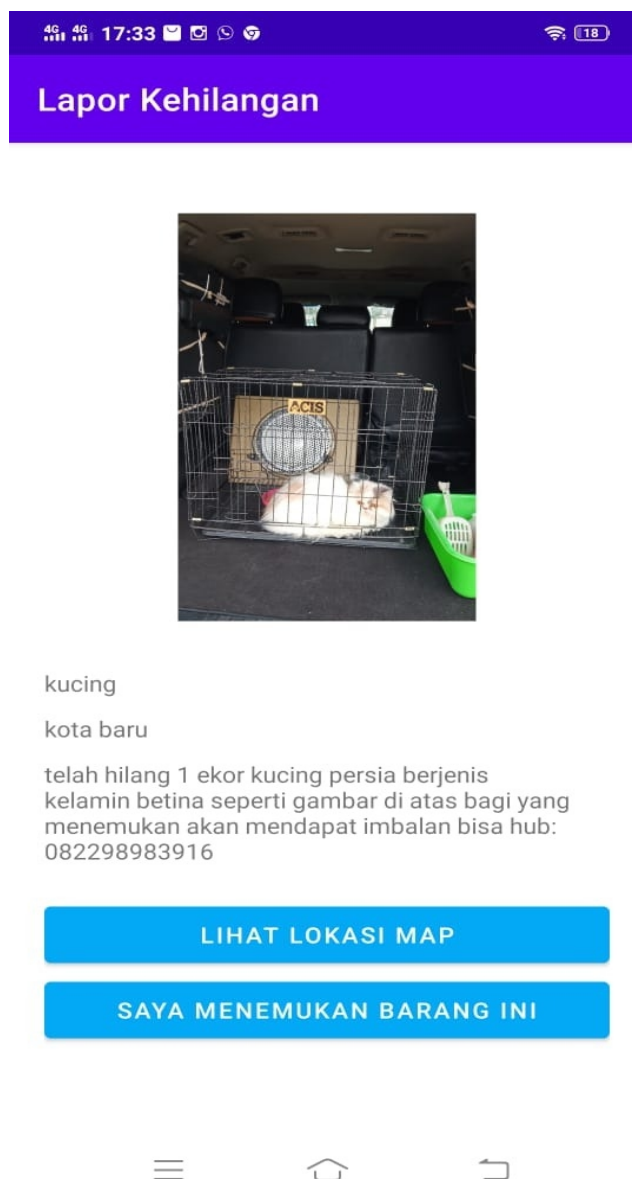 4G 4G 17:33 18
Lapor Kehilangan
ACIS
kucing
kota baru
telah hilang 1 ekor kucing persia berjenis
kelamin betina seperti gambar di atas bagi yang
menemukan akan mendapat imbalan bisa hub:
082298983916
LIHAT LOKASI MAP
SAYA MENEMUKAN BARANG INI